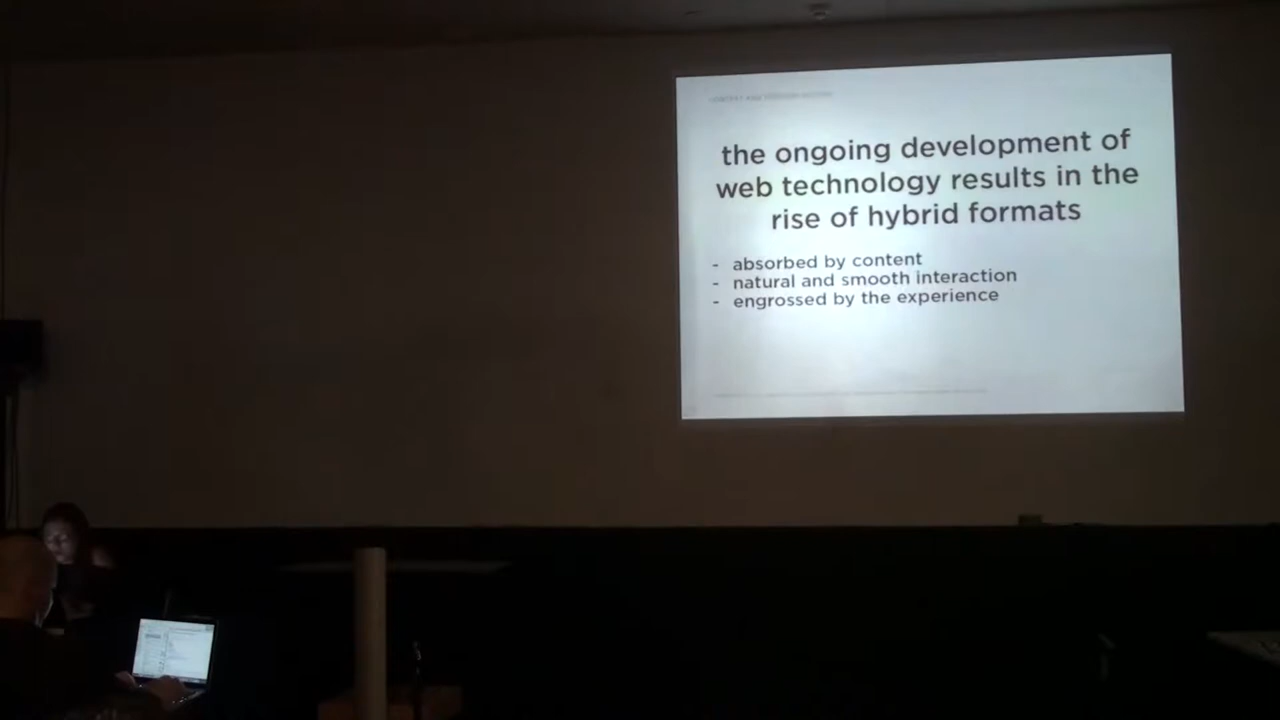 the ongoing development of
web technology results in the
rise of hybrid formats
- absorbed by content
- natural and smooth interaction
- engrossed by the experience